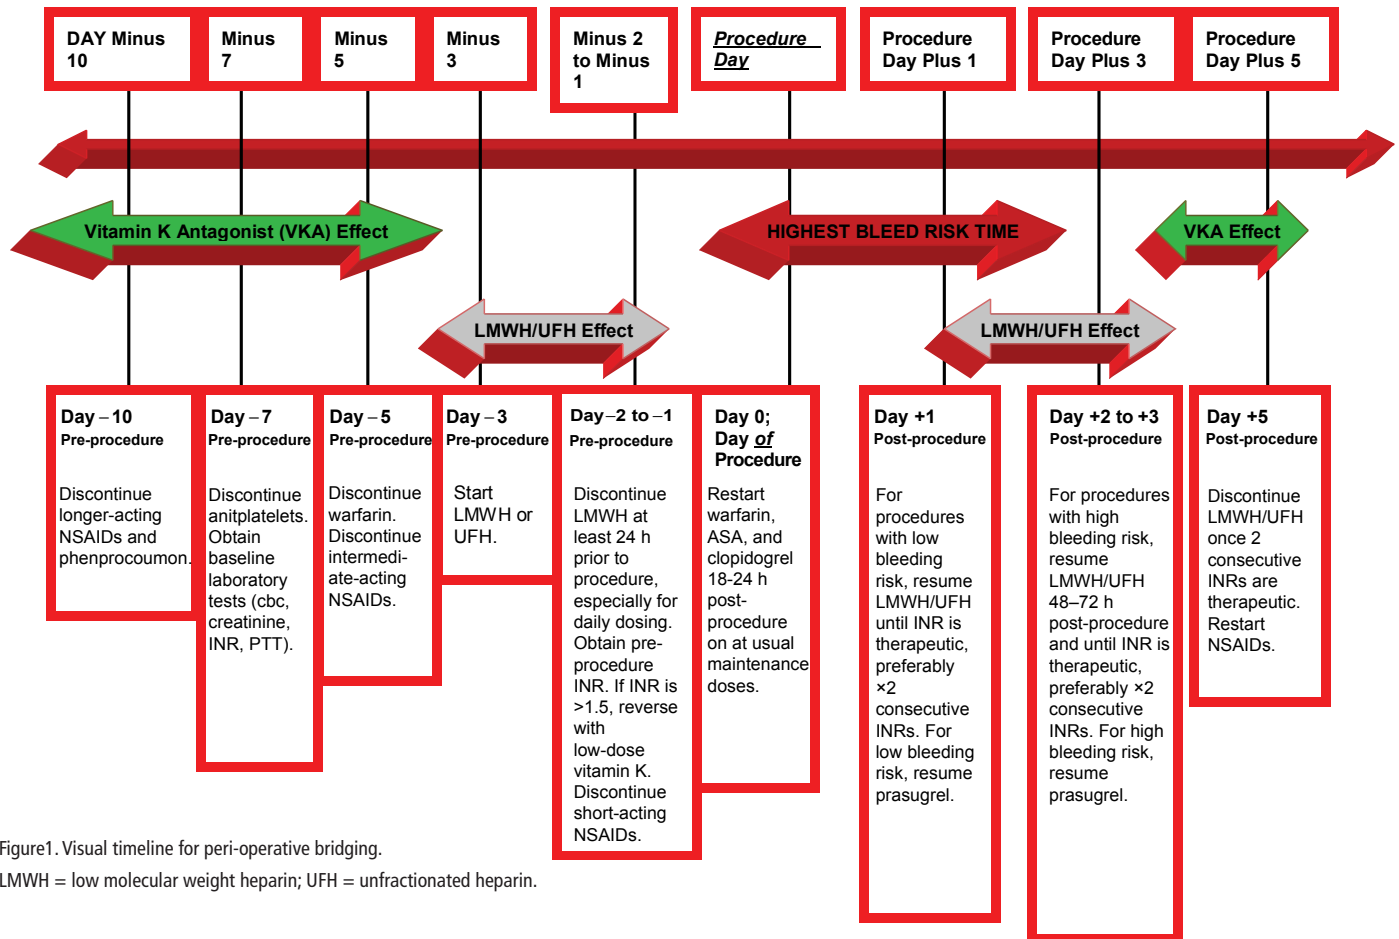 DAY Minus
10
Minus
7
Minus
5
Minus
3
Minus 2
to Minus
1
Procedure
Day
Procedure
Day Plus 1
Procedure
Day Plus 3
Procedure
Day Plus 5
Vitamin K Antagonist (VKA) Effect
HIGHEST BLEED RISK TIME
VKA Effect
LMWH/UFH Effect
LMWH/UFH Effect
Day –10
Pre-procedure
Discontinue
longer-acting
NSAIDs and
phenprocoumon.
Day –7
Pre-procedure
Discontinue
anitplatelets.
Obtain
baseline
laboratory
tests (cbc,
creatinine,
INR, PTT).
Day –5
Pre-procedure
Discontinue
warfarin.
Discontinue
intermedi-
ate-acting
NSAIDs.
Day –3
Pre-procedure
Start
LMWH or
UFH.
Day–2 to –1
Pre-procedure
Discontinue
LMWH at
least 24 h
prior to
procedure,
especially for
daily dosing.
Obtain pre-
procedure
INR. If INR is
>1.5, reverse
with
low-dose
vitamin K.
Discontinue
short-acting
NSAIDs.
Day 0;
Day of
Procedure
Restart
warfarin,
ASA, and
clopidogrel
18-24 h
post-
procedure
on at usual
maintenance
doses.
Day +1
Post-procedure
For
procedures
with low
bleeding
risk, resume
LMWH/UFH
until INR is
therapeutic,
preferably
×2
consecutive
INRs. For
low bleeding
risk, resume
prasugrel.
Day +2 to +3
Post-procedure
For procedures
with high
bleeding risk,
resume
LMWH/UFH
48–72 h
post-procedure
and until INR is
therapeutic,
preferably ×2
consecutive
INRs. For high
bleeding risk,
resume
prasugrel.
Day +5
Post-procedure
Discontinue
LMWH/UFH
once 2
consecutive
INRs are
therapeutic.
Restart
NSAIDs.
Figure1. Visual timeline for peri-operative bridging.
LMWH = low molecular weight heparin; UFH = unfractionated heparin.